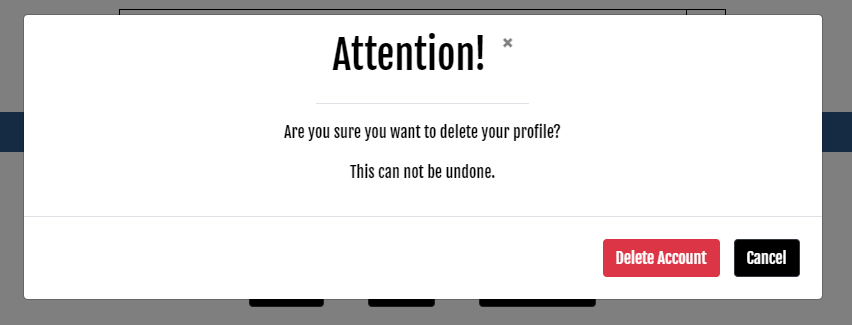 Attention! ×
Are you sure you want to delete your profile?
This can not be undone.
Delete Account Cancel